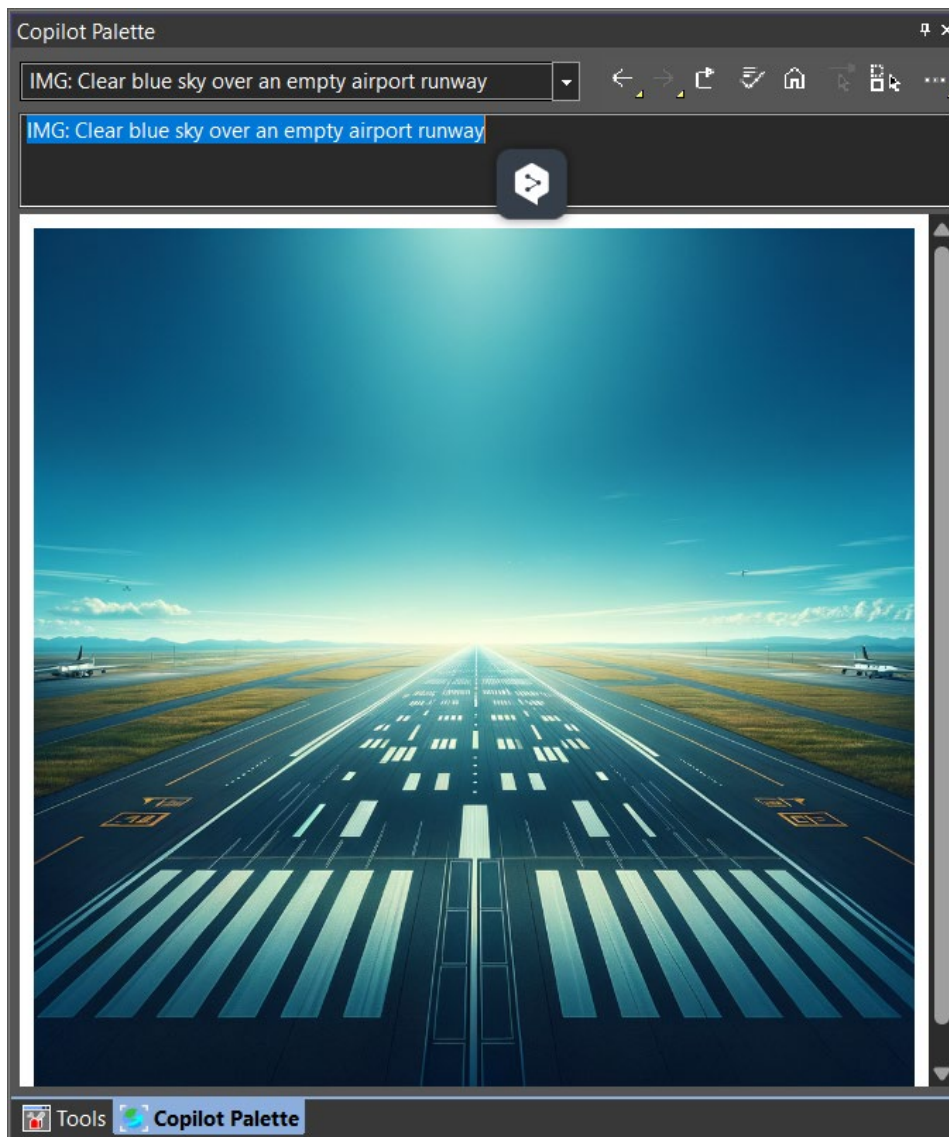 Copilot Palette
IMG: Clear blue sky over an empty airport runway
IMG: Clear blue sky over an empty airport runway
Tools
Copilot Palette